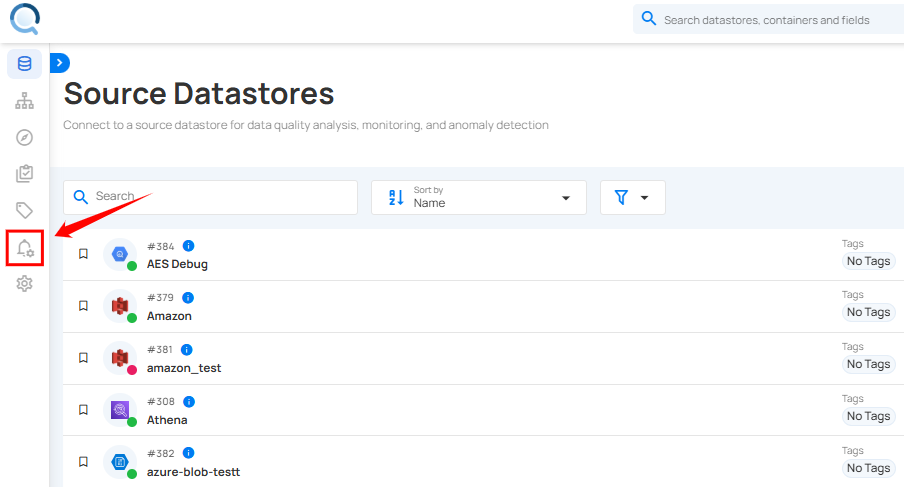 Search datastores, containers and fields
Source Datastores
Connect to a source datastore for data quality analysis, monitoring, and anomaly detection
Search
Sort by
Name
#384
AES Debug
Tags
No Tags
#379
Amazon
Tags
No Tags
#381
amazon_test
Tags
No Tags
#308
Athena
Tags
No Tags
#382
azure-blob-testt
Tags
No Tags